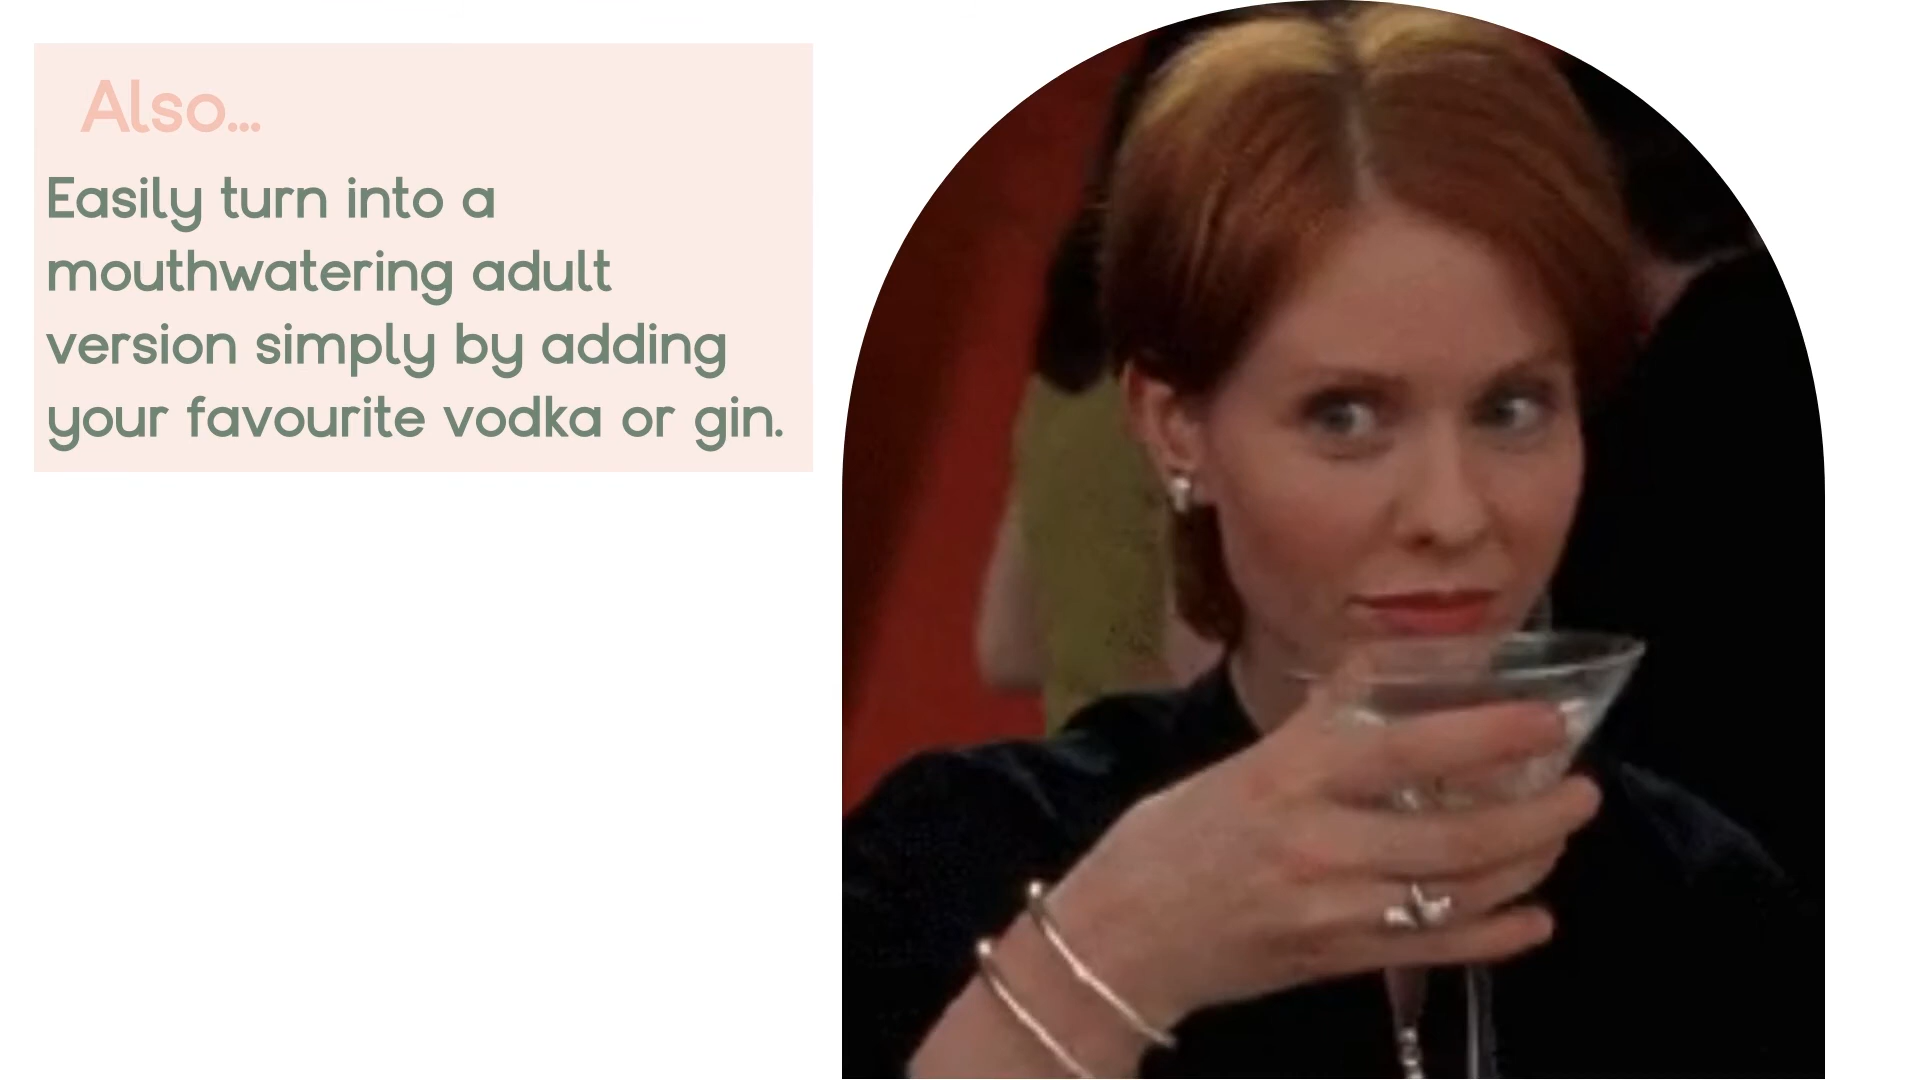 Also...
Easily turn into a
mouthwatering adult
version simply by adding
your favourite vodka or gin.